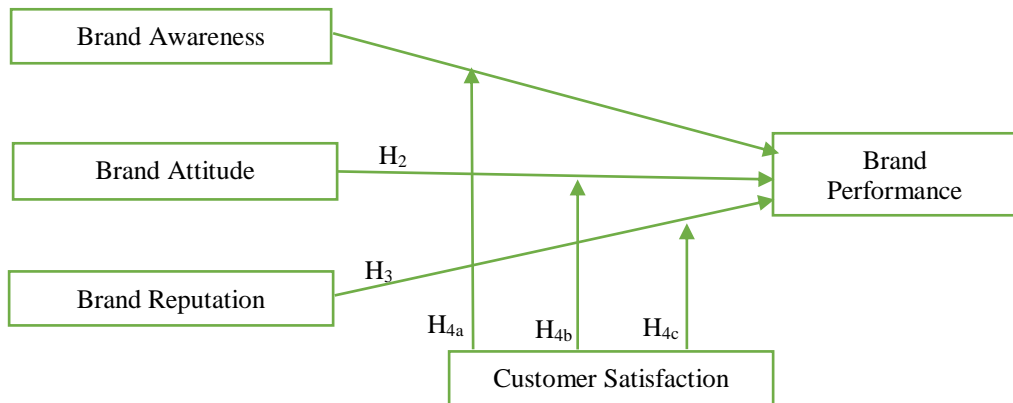 Brand Awareness
H2
Brand Attitude
Brand
Performance
H3
Brand Reputation
H4a
H4b
H4c
Customer Satisfaction